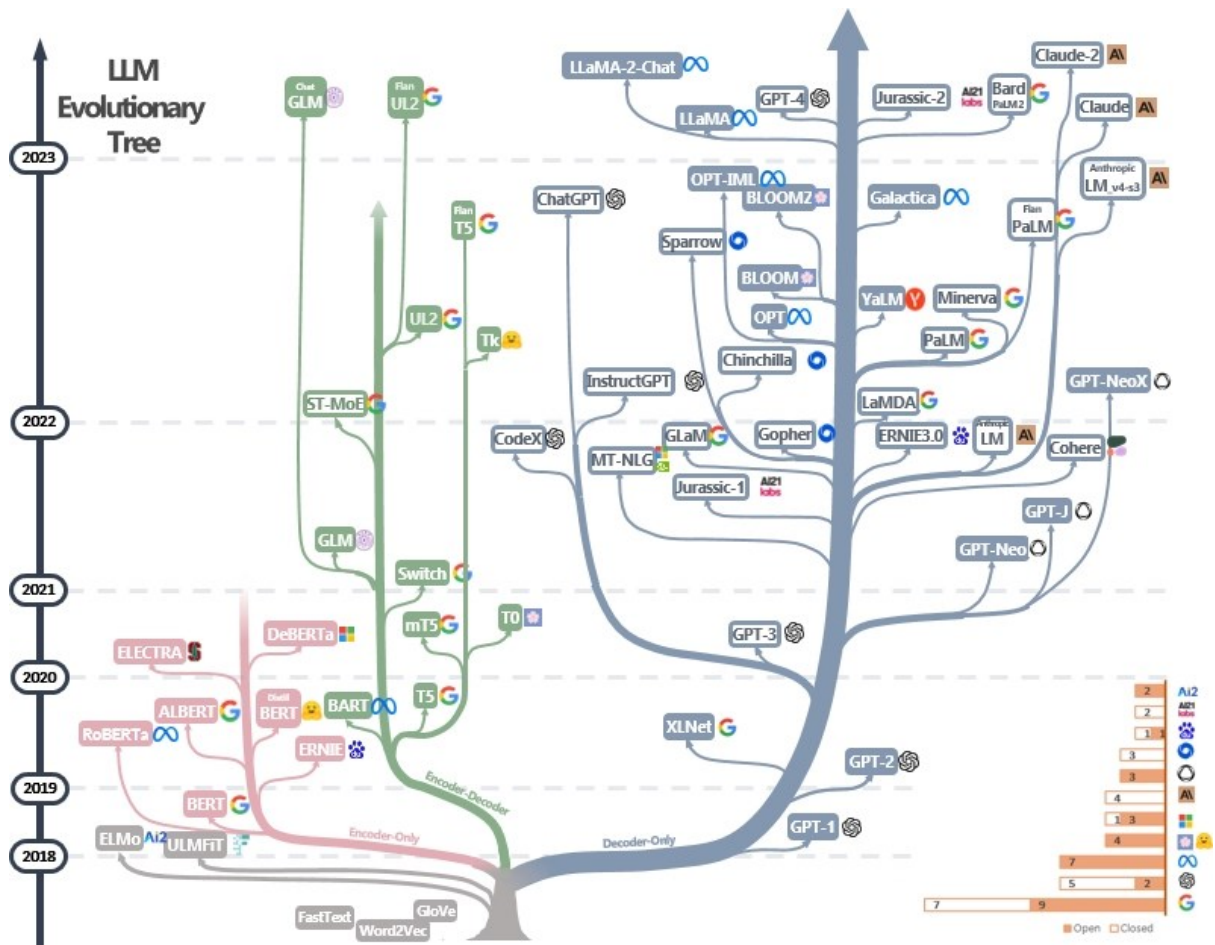 LLM
Evolutionary
Tree
2023
2022
2021
2020
2019
2018
Chat
GLM
Flan
UL2
Flan
T5
UL2
Tk
ST-MoE
GLM
Switch
mT5
T0
T5
BART
DeBERTa
ELECTRA
ALBERT
Distill
BERT
RoBERTa
ERNIE
BERT
ELMo
Ai2
ULMFiT
FastText
Word2Vec
GloVe
Encoder-Only
Encoder-Decoder
Decoder-Only
LLaMA-2-Chat
GPT-4
Jurassic-2
AI21
labs
Bard
PaLM2
Claude-2
A\
LLaMA
Claude
A\
OPT-IML
BLOOMZ
ChatGPT
Galactica
Anthropic
LM_v4-s3
A\
Flan
PaLM
Sparrow
BLOOM
OPT
YaLM
Y
Minerva
PaLM
Chinchilla
InstructGPT
GPT-NeoX
LaMDA
CodeX
GLaM
Gopher
ERNIE3.0
Anthropic
LM
A\
Cohere
MT-NLG
Jurassic-1
AI21
labs
GPT-J
GPT-Neo
GPT-3
XLNet
GPT-2
GPT-1
2 Ai2
2 AI21
labs
1 1
3
3
4 A\
1 3
4
7
5 2
7 9
Open Closed